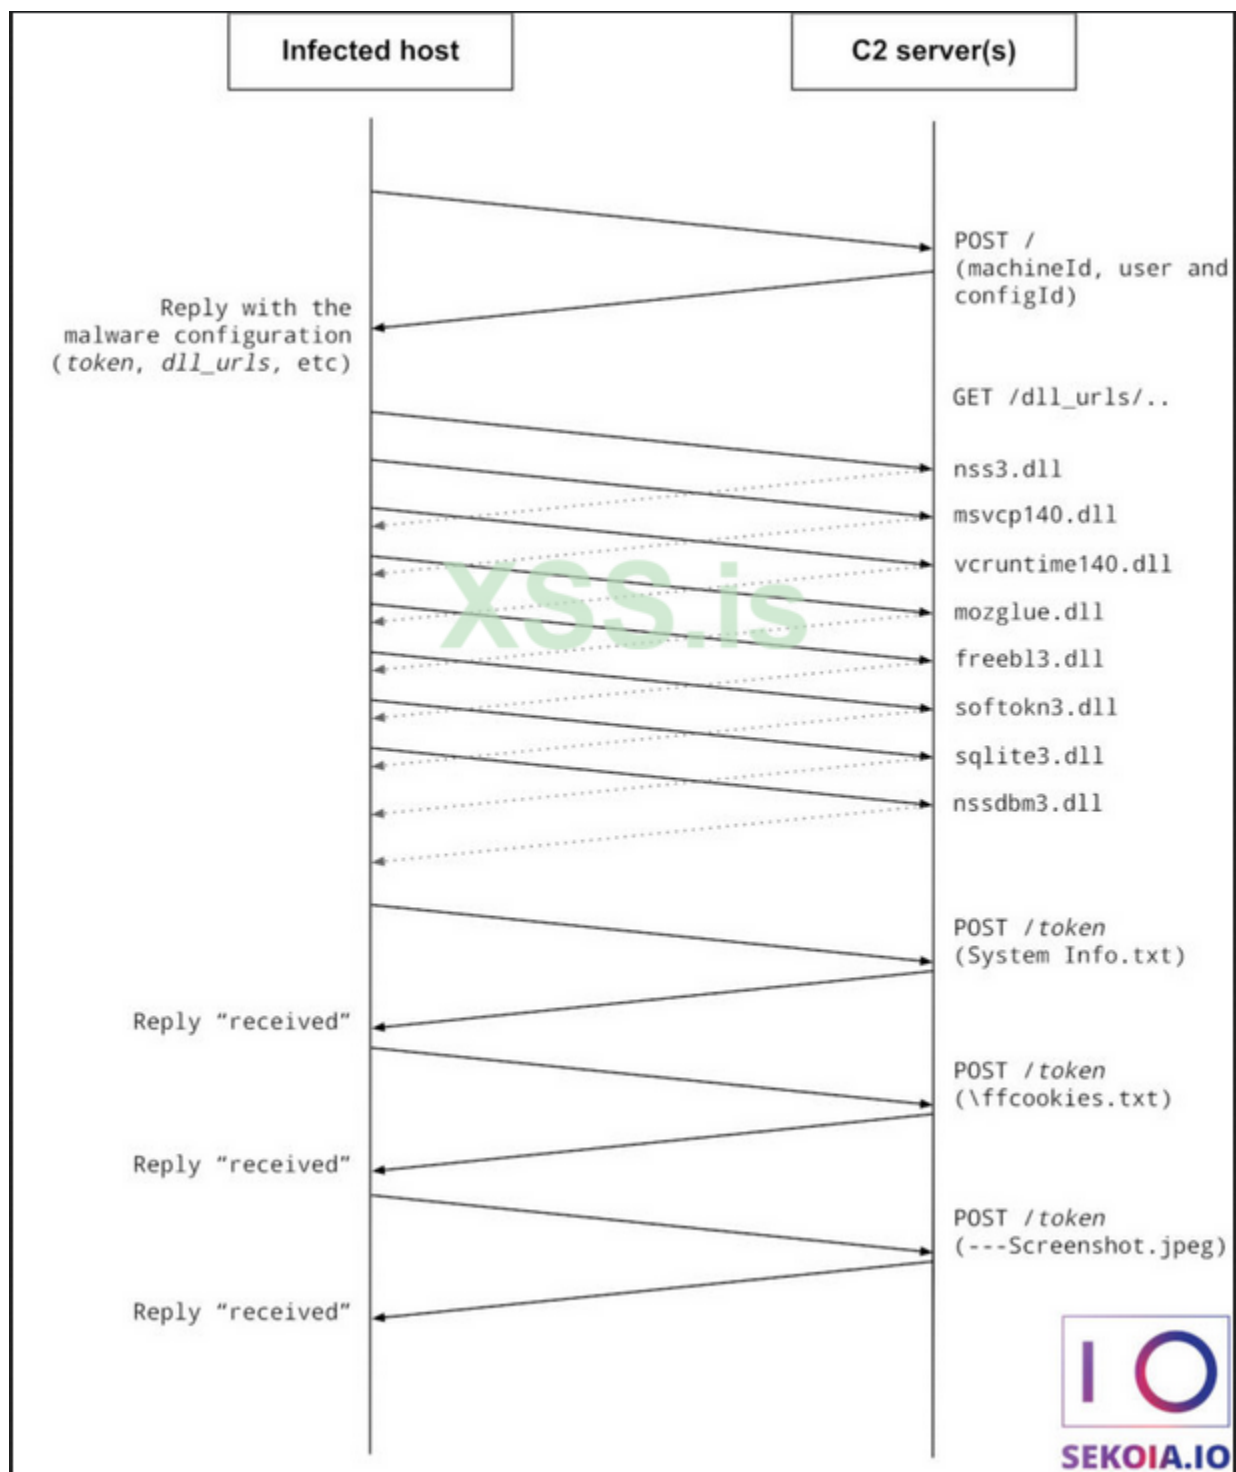 Infected host
C2 server(s)
POST /
(machineId, user and
configId)
Reply with the
malware configuration
(token, dll_urls, etc)
GET /dll_urls/..
nss3.dll
msvcp140.dll
vcruntime140.dll
XSS.is
mozglue.dll
freebl3.dll
softokn3.dll
sqlite3.dll
nssdbm3.dll
POST /token
(System Info.txt)
Reply “received”
POST /token
(\ffcookies.txt)
Reply “received”
POST /token
(---Screenshot.jpeg)
Reply “received”
IO
SEKOIA.IO